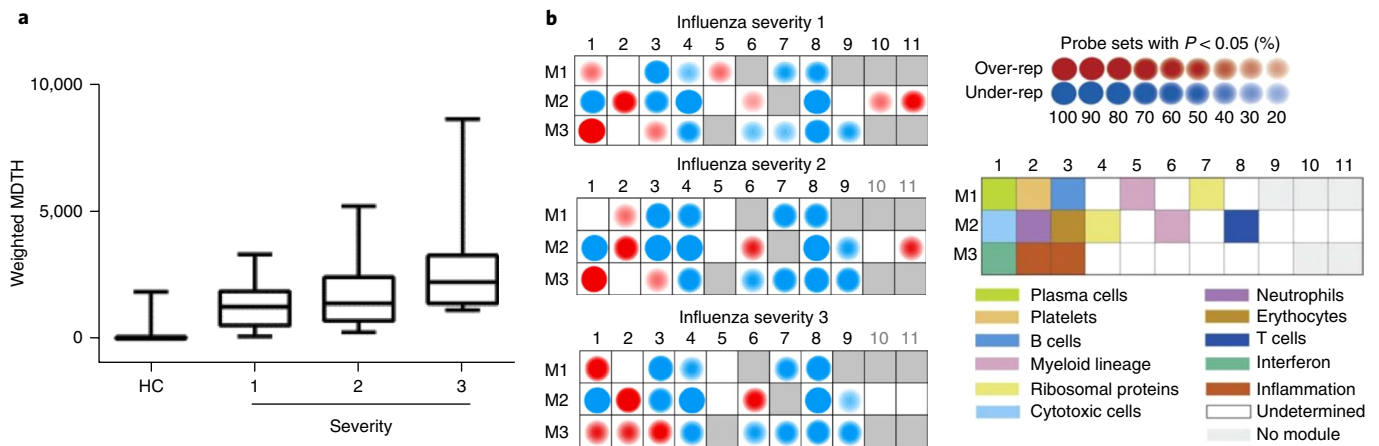 a
Weighted MDTH
10,000
5,000
0
HC 1 2 3
Severity
b
Influenza severity 1
1 2 3 4 5 6 7 8 9 10 11
M1
M2
M3
Influenza severity 2
1 2 3 4 5 6 7 8 9 10 11
M1
M2
M3
Influenza severity 3
1 2 3 4 5 6 7 8 9 10 11
M1
M2
M3
Probe sets with P < 0.05 (%)
Over-rep
Under-rep
100 90 80 70 60 50 40 30 20
1 2 3 4 5 6 7 8 9 10 11
M1
M2
M3
Plasma cells
Platelets
B cells
Myeloid lineage
Ribosomal proteins
Cytotoxic cells
Neutrophils
Erythocytes
T cells
Interferon
Inflammation
Undetermined
No module